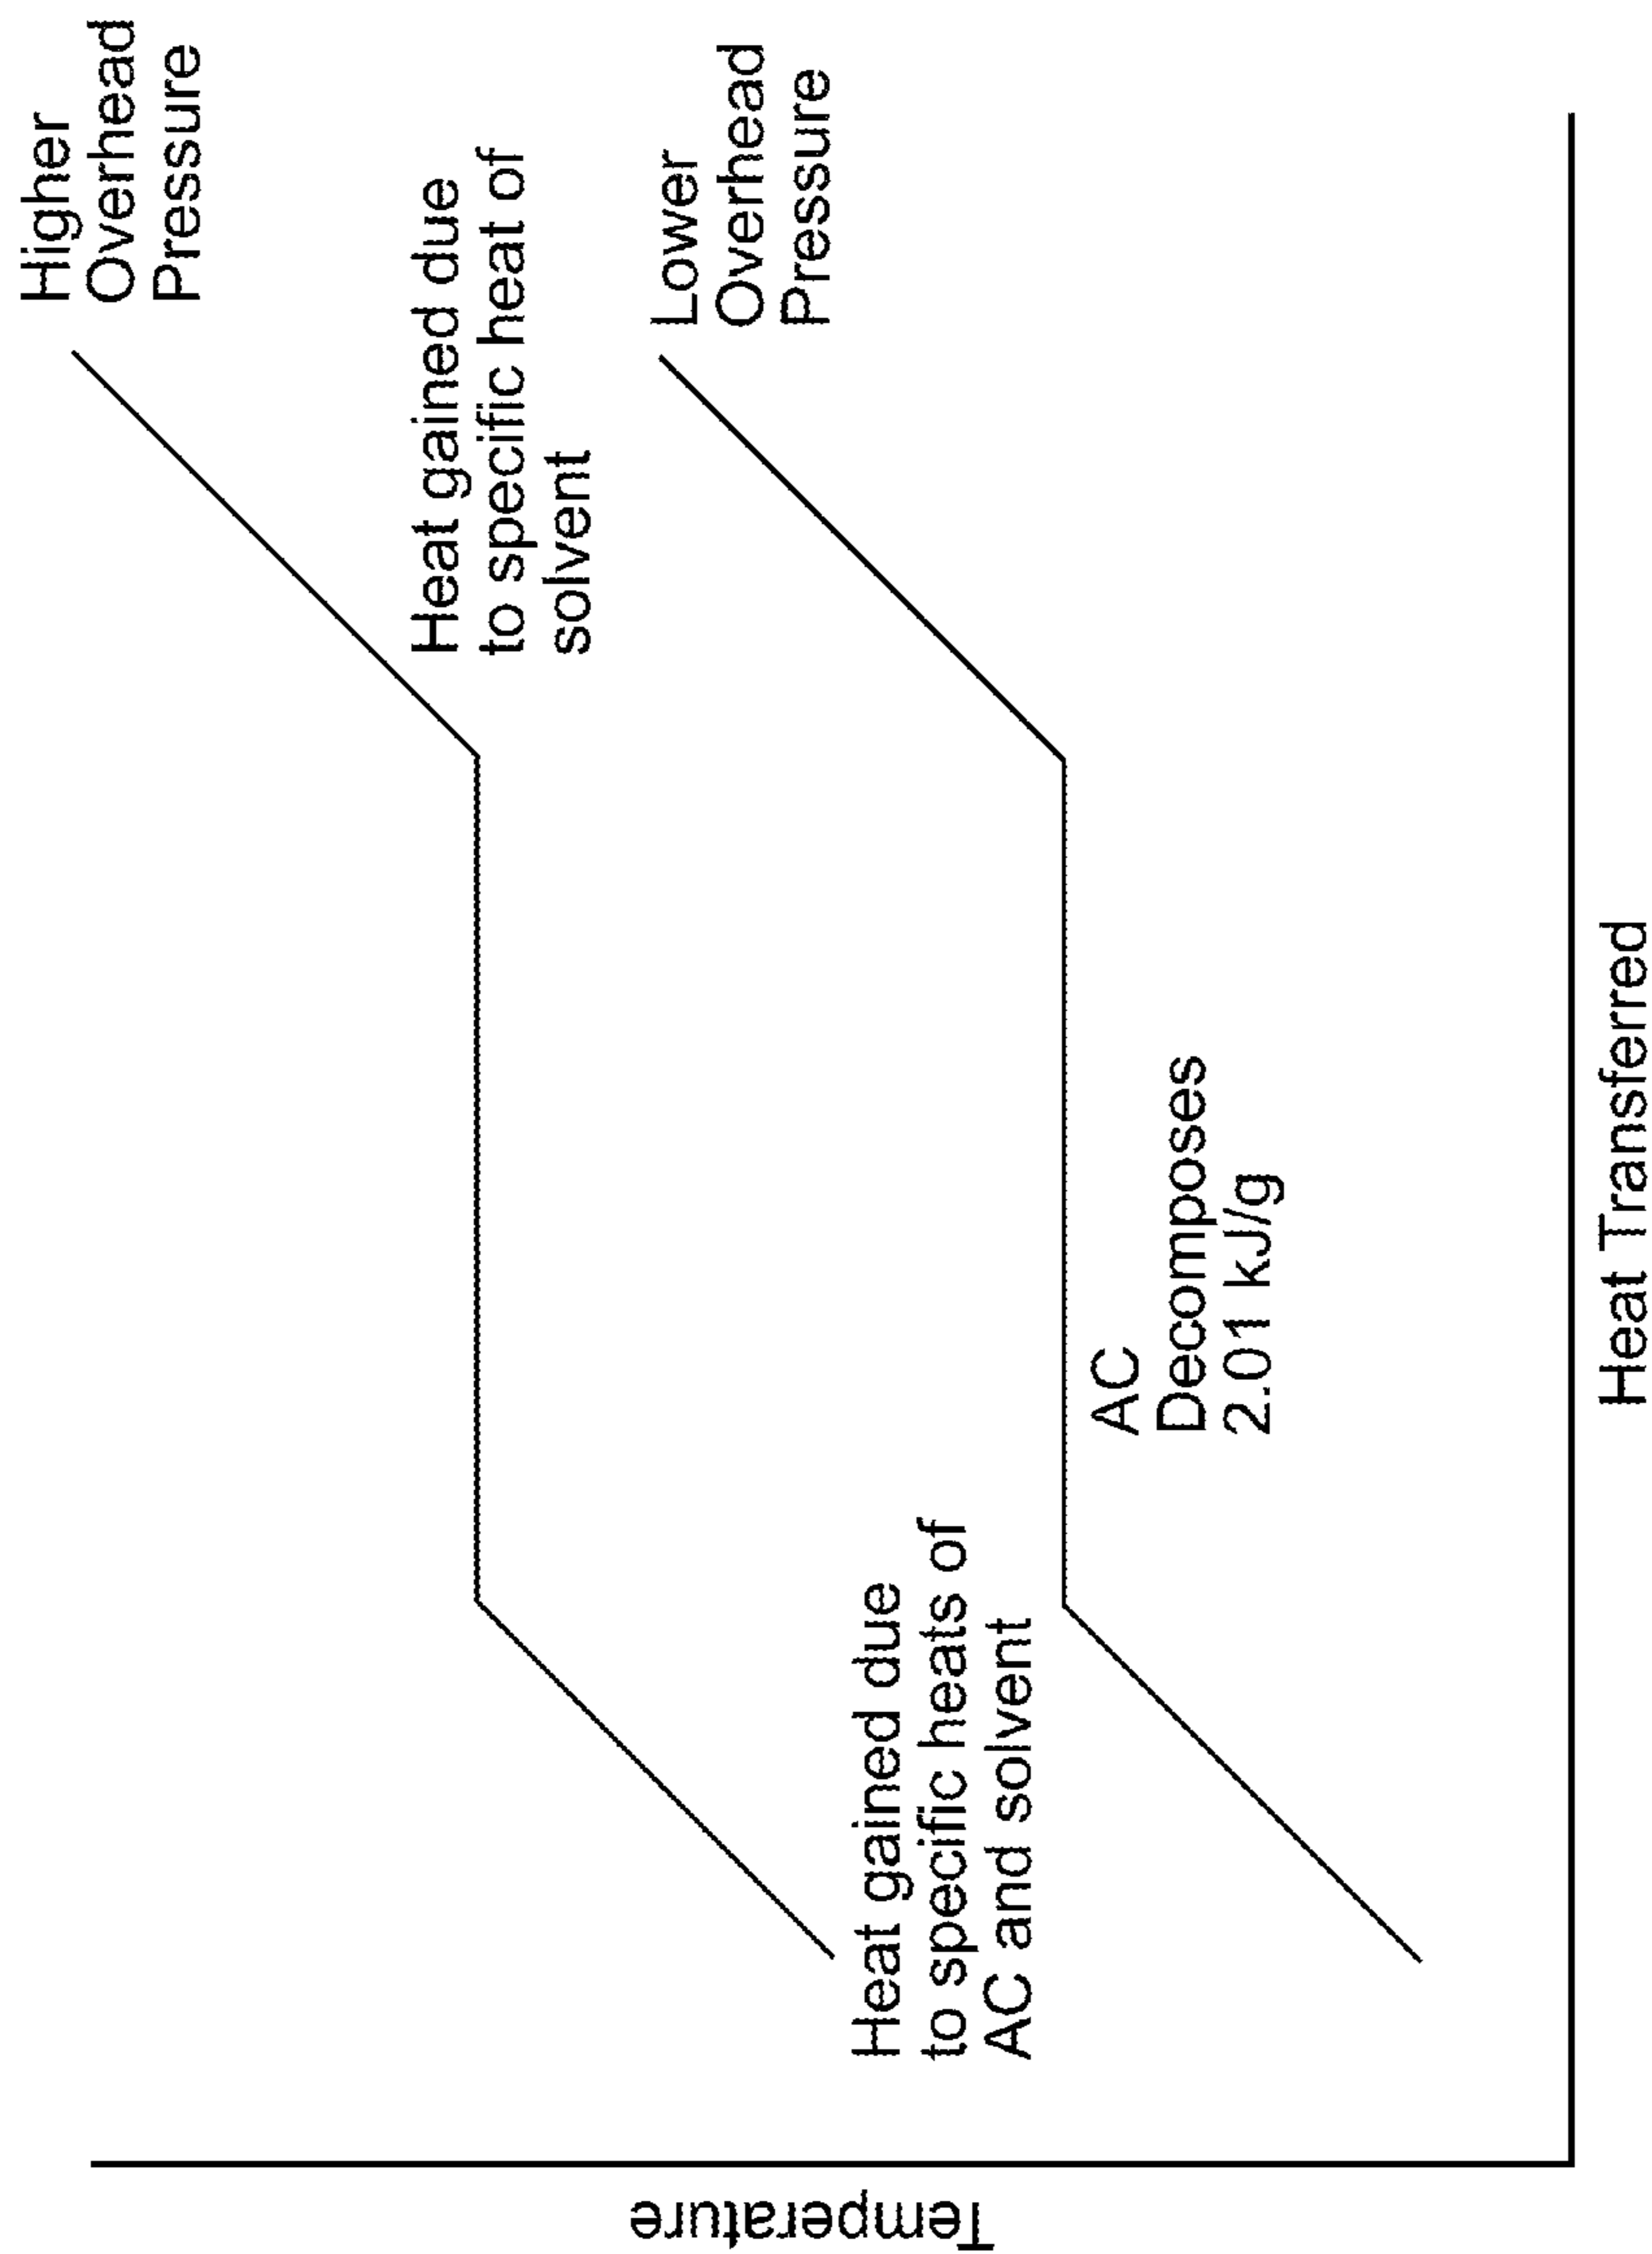 Higher
Overhead
Pressure
Heat gained due
to specific heat of
solvent
Lower
Overhead
Pressure
Heat gained due
to specific heats of
AC and solvent
AC
Decomposes
2.01 kJ/g
Temperature
Heat Transferred